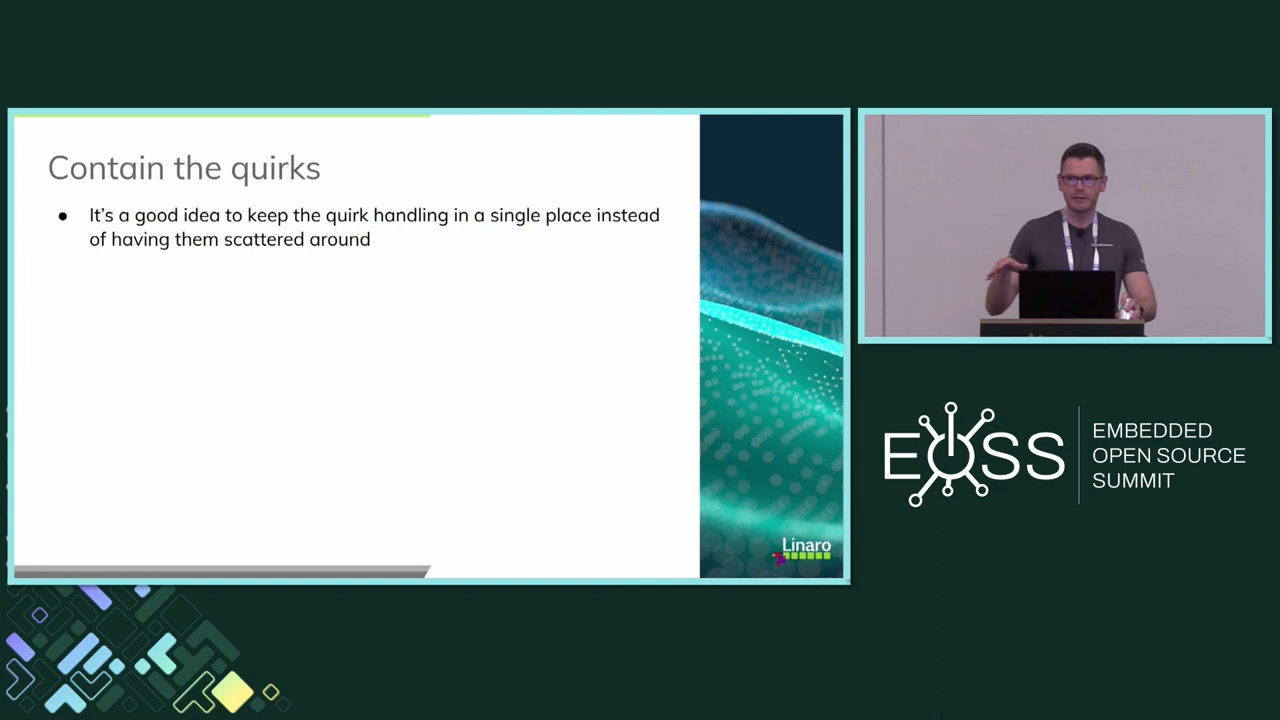 Contain the quirks
● It's a good idea to keep the quirk handling in a single place instead
of having them scattered around
Linaro
EOSS
EMBEDDED
OPEN SOURCE
SUMMIT